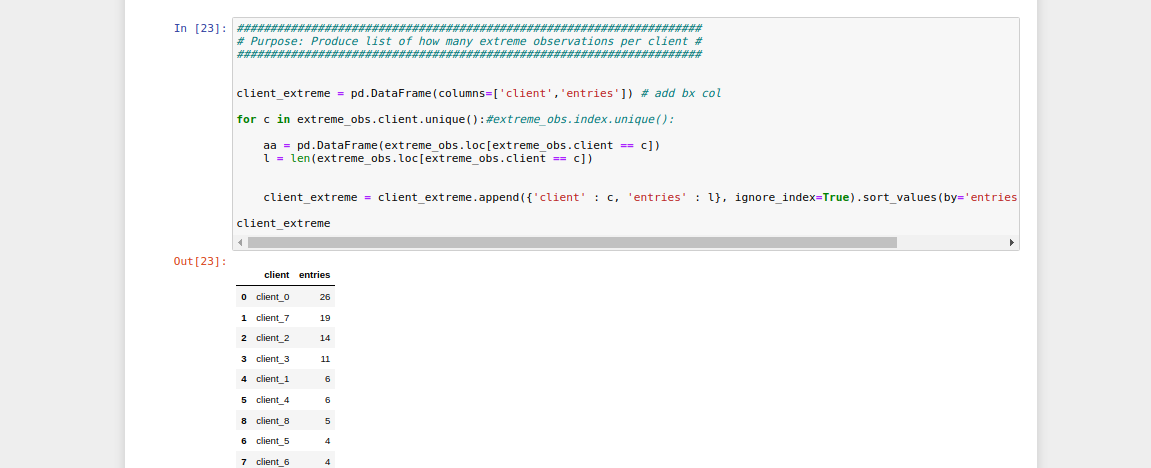 In [23]: #####################################################################
# Purpose: Produce list of how many extreme observations per client #
#####################################################################
client_extreme = pd.DataFrame(columns=['client','entries']) # add bx col
for c in extreme_obs.client.unique():#extreme_obs.index.unique():
aa = pd.DataFrame(extreme_obs.loc[extreme_obs.client == c])
l = len(extreme_obs.loc[extreme_obs.client == c])
client_extreme = client_extreme.append({'client' : c, 'entries' : l}, ignore_index=True).sort_values(by='entries
client_extreme
Out[23]:
client entries
0 client_0 26
1 client_7 19
2 client_2 14
3 client_3 11
4 client_1 6
5 client_4 6
8 client_8 5
6 client_5 4
7 client_6 4